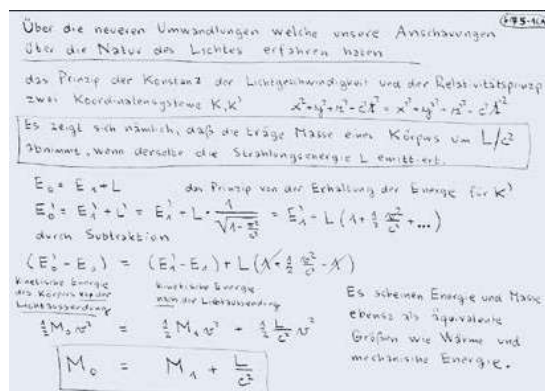 Über die neueren Umwandlungen welche unsere Anschauungen
über die Natur des Lichtes erfahren haben
das Prinzip der Konstanz der Lichtgeschwindigkeit und der Relativitätsprinzip
zwei Koordinatensysteme K, K' x²+y²+z²-c²t² = x'²+y'²+z'²-c²t'²
Es zeigt sich nämlich, daß die träge Masse eines Körpers um L/c²
abnimmt, wenn derselbe die Strahlungsenergie L emittiert.
E₀ = E₁ + L das Prinzip von der Erhaltung der Energie für K'
E₀' = E₁' + L' = E₁' + L · 1/√(1-v²/c²) = E₁' + L (1 + 1/2 v²/c² + ...)
durch Subtraktion
(E₀' - E₀) = (E₁' - E₁) + L (1 + 1/2 v²/c² - 1)
kinetische Energie des Körpers vor der Lichtaussendung
kinetische Energie nach der Lichtaussendung
1/2 M₀ v² = 1/2 M₁ v² + 1/2 L/c² v²
M₀ = M₁ + L/c²
Es scheinen Energie und Masse
ebenso als äquivalente
Größen wie Wärme und
mechanische Energie.